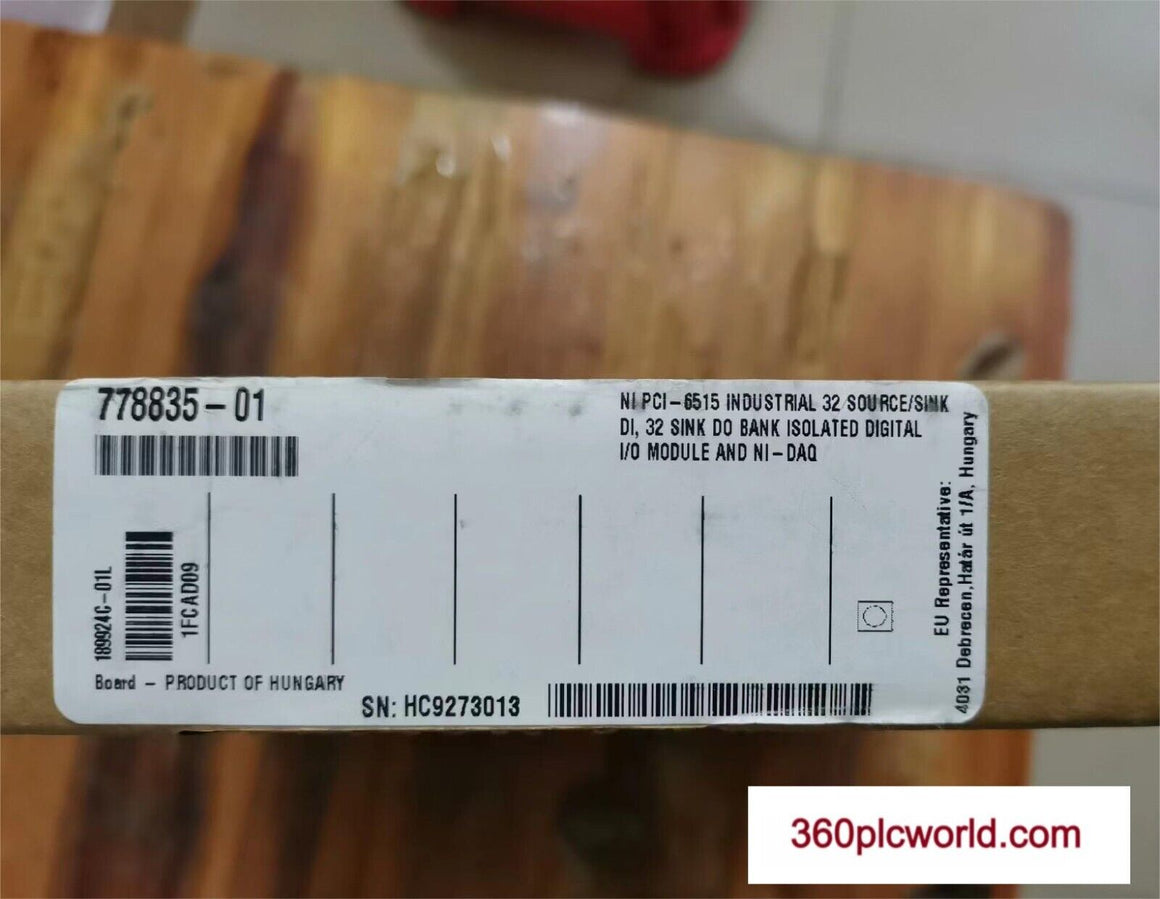 778835-01
NI PCI-6515 INDUSTRIAL 32 SOURCE/SINK
DI, 32 SINK DO BANK ISOLATED DIGITAL
I/O MODULE AND NI-DAQ
189924C-01L
1FCAD09
EU Representative:
4031 Debrecen,Határ út 1/A, Hungary
Board - PRODUCT OF HUNGARY
SN: HC9273013
360plcworld.com